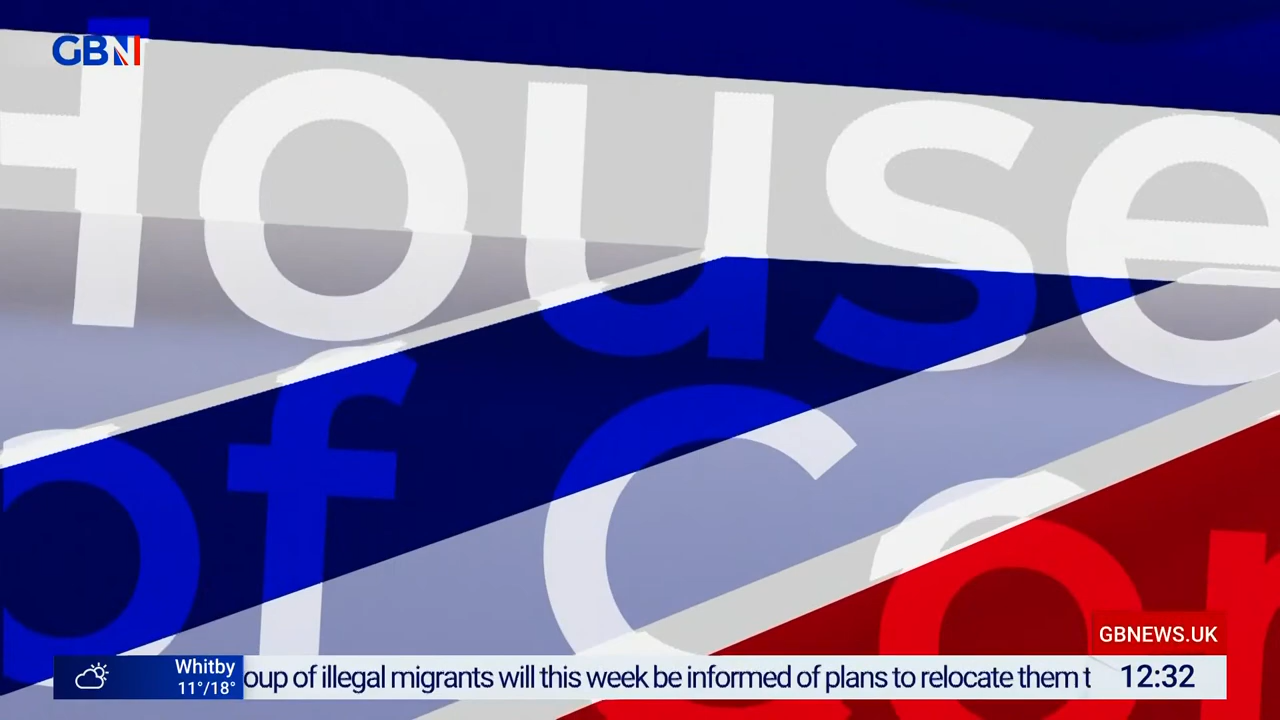 GBN
House
of Co
GBNEWS.UK
Whitby
11°/18°
oup of illegal migrants will this week be informed of plans to relocate them t
12:32